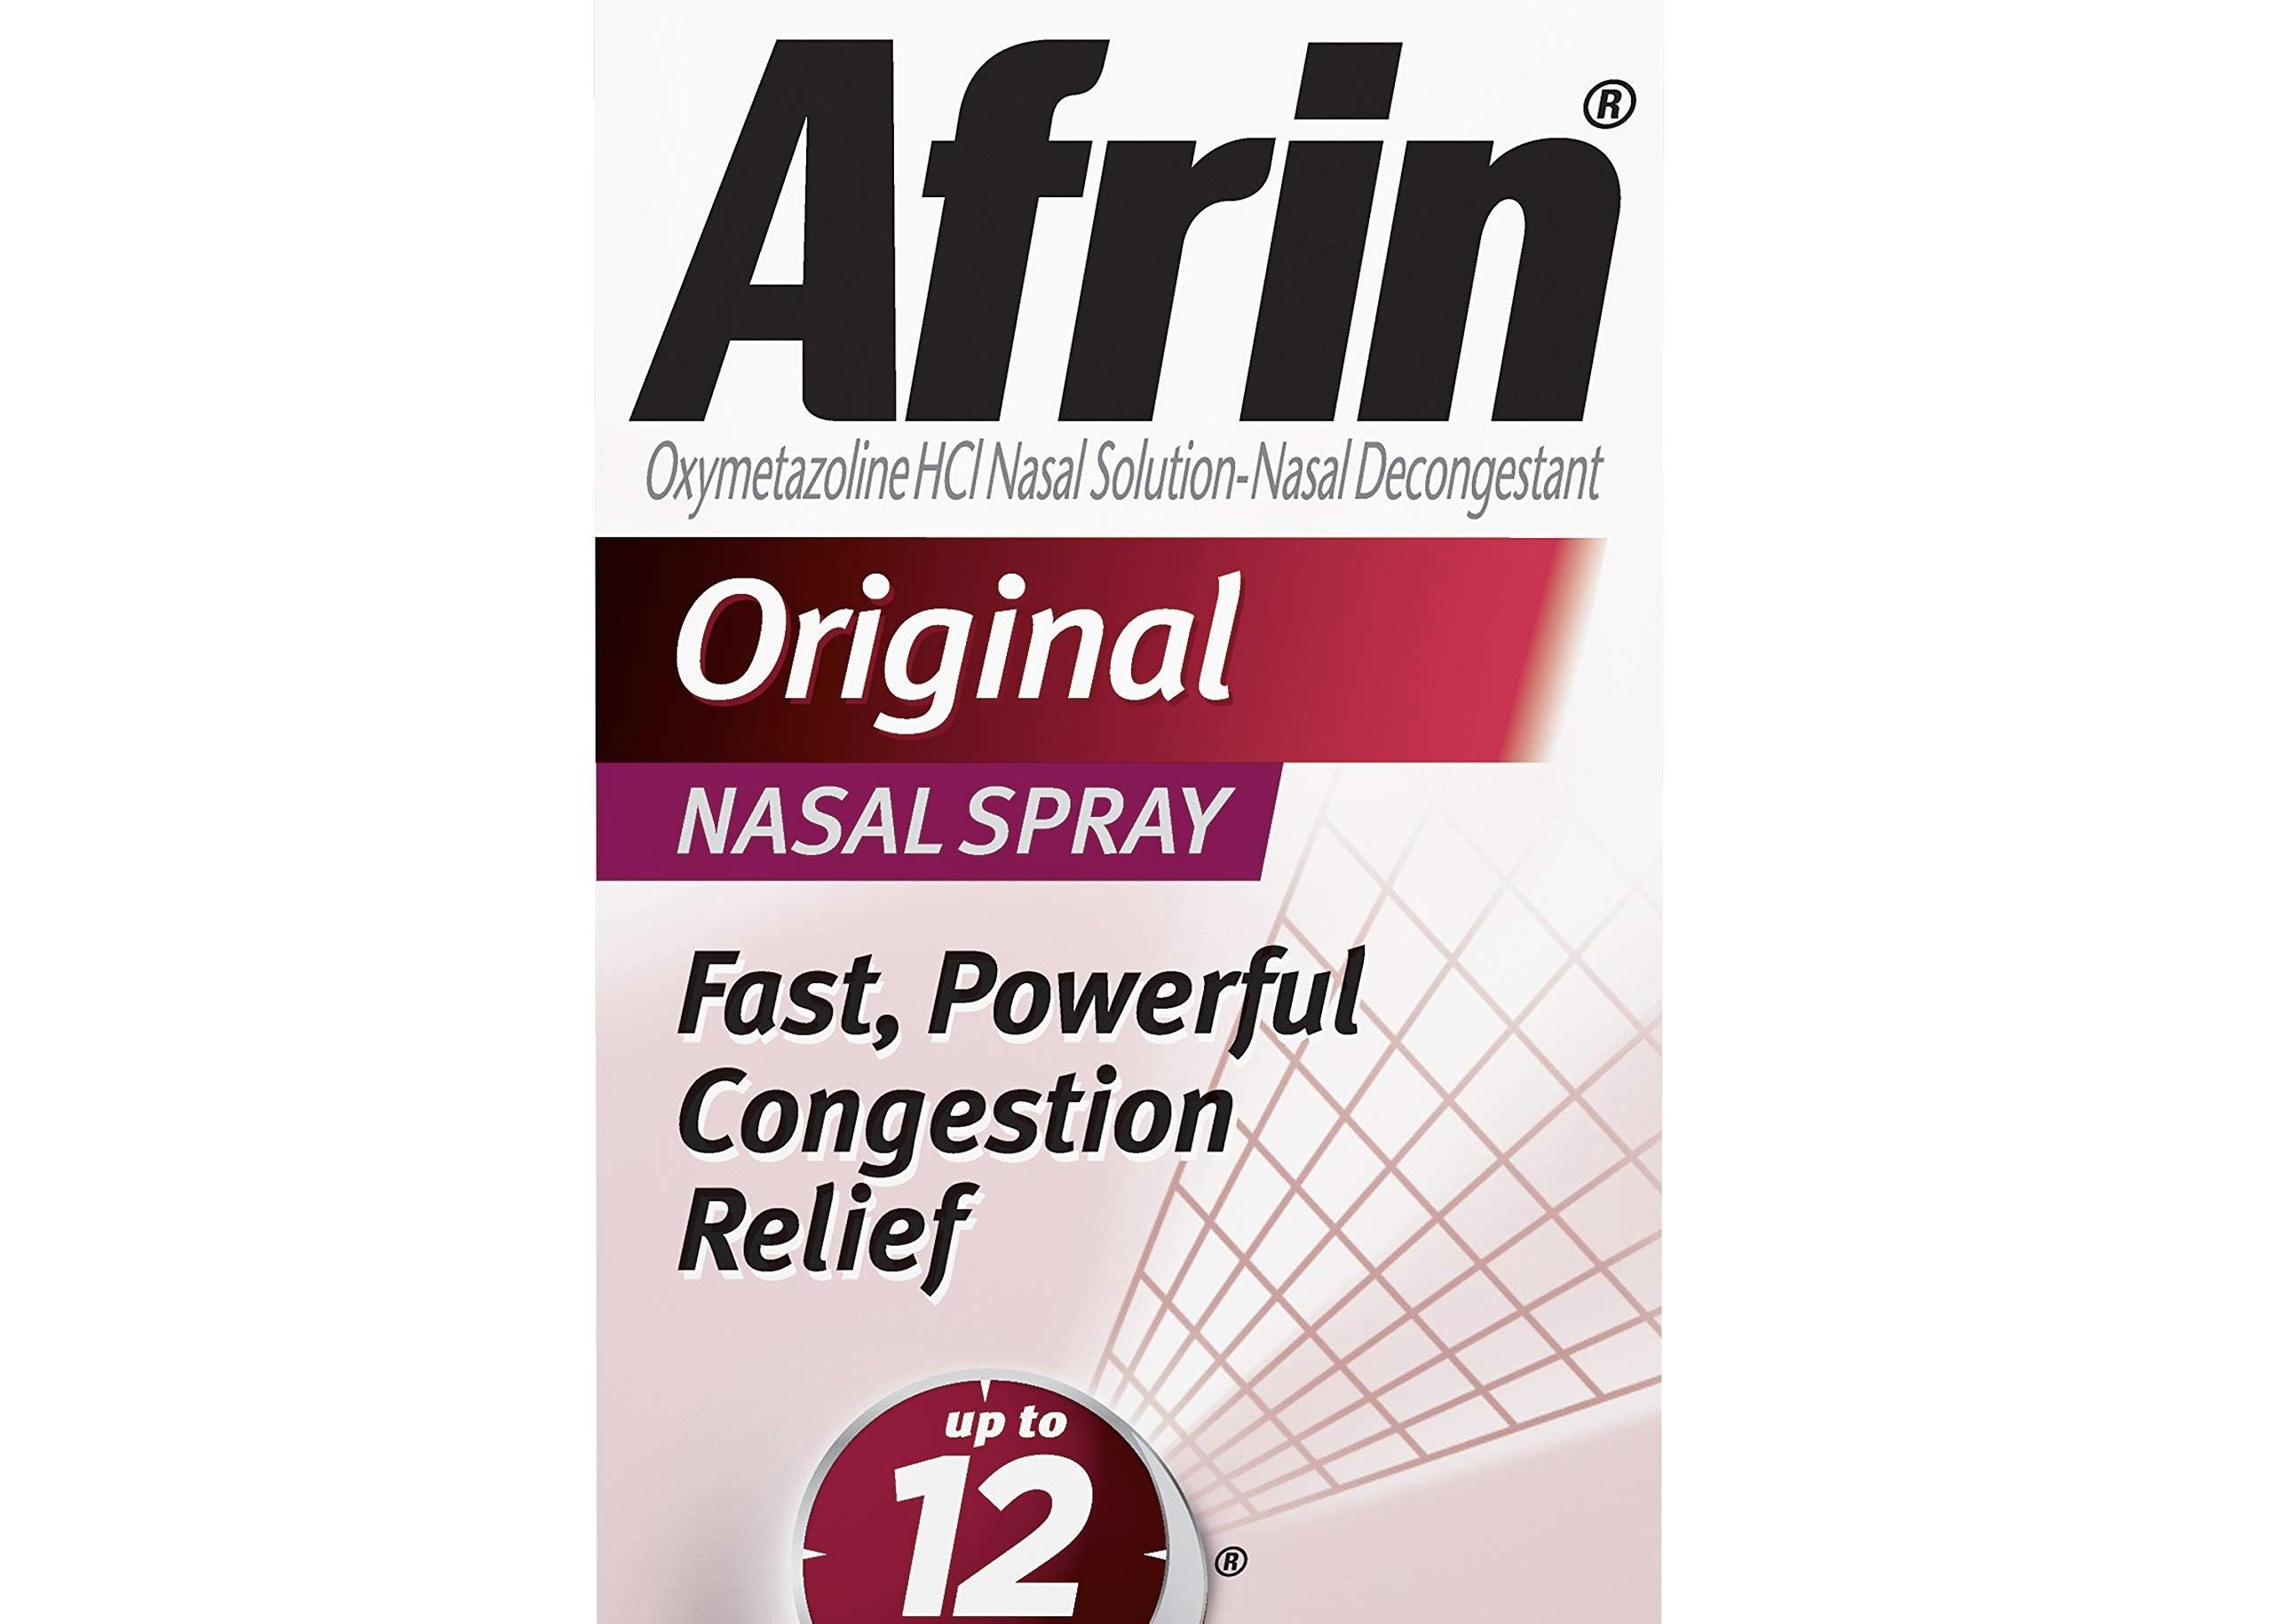 Afrin®
Oxymetazoline HCl Nasal Solution-Nasal Decongestant
Original
NASAL SPRAY
Fast, Powerful
Congestion
Relief
up to
12
®